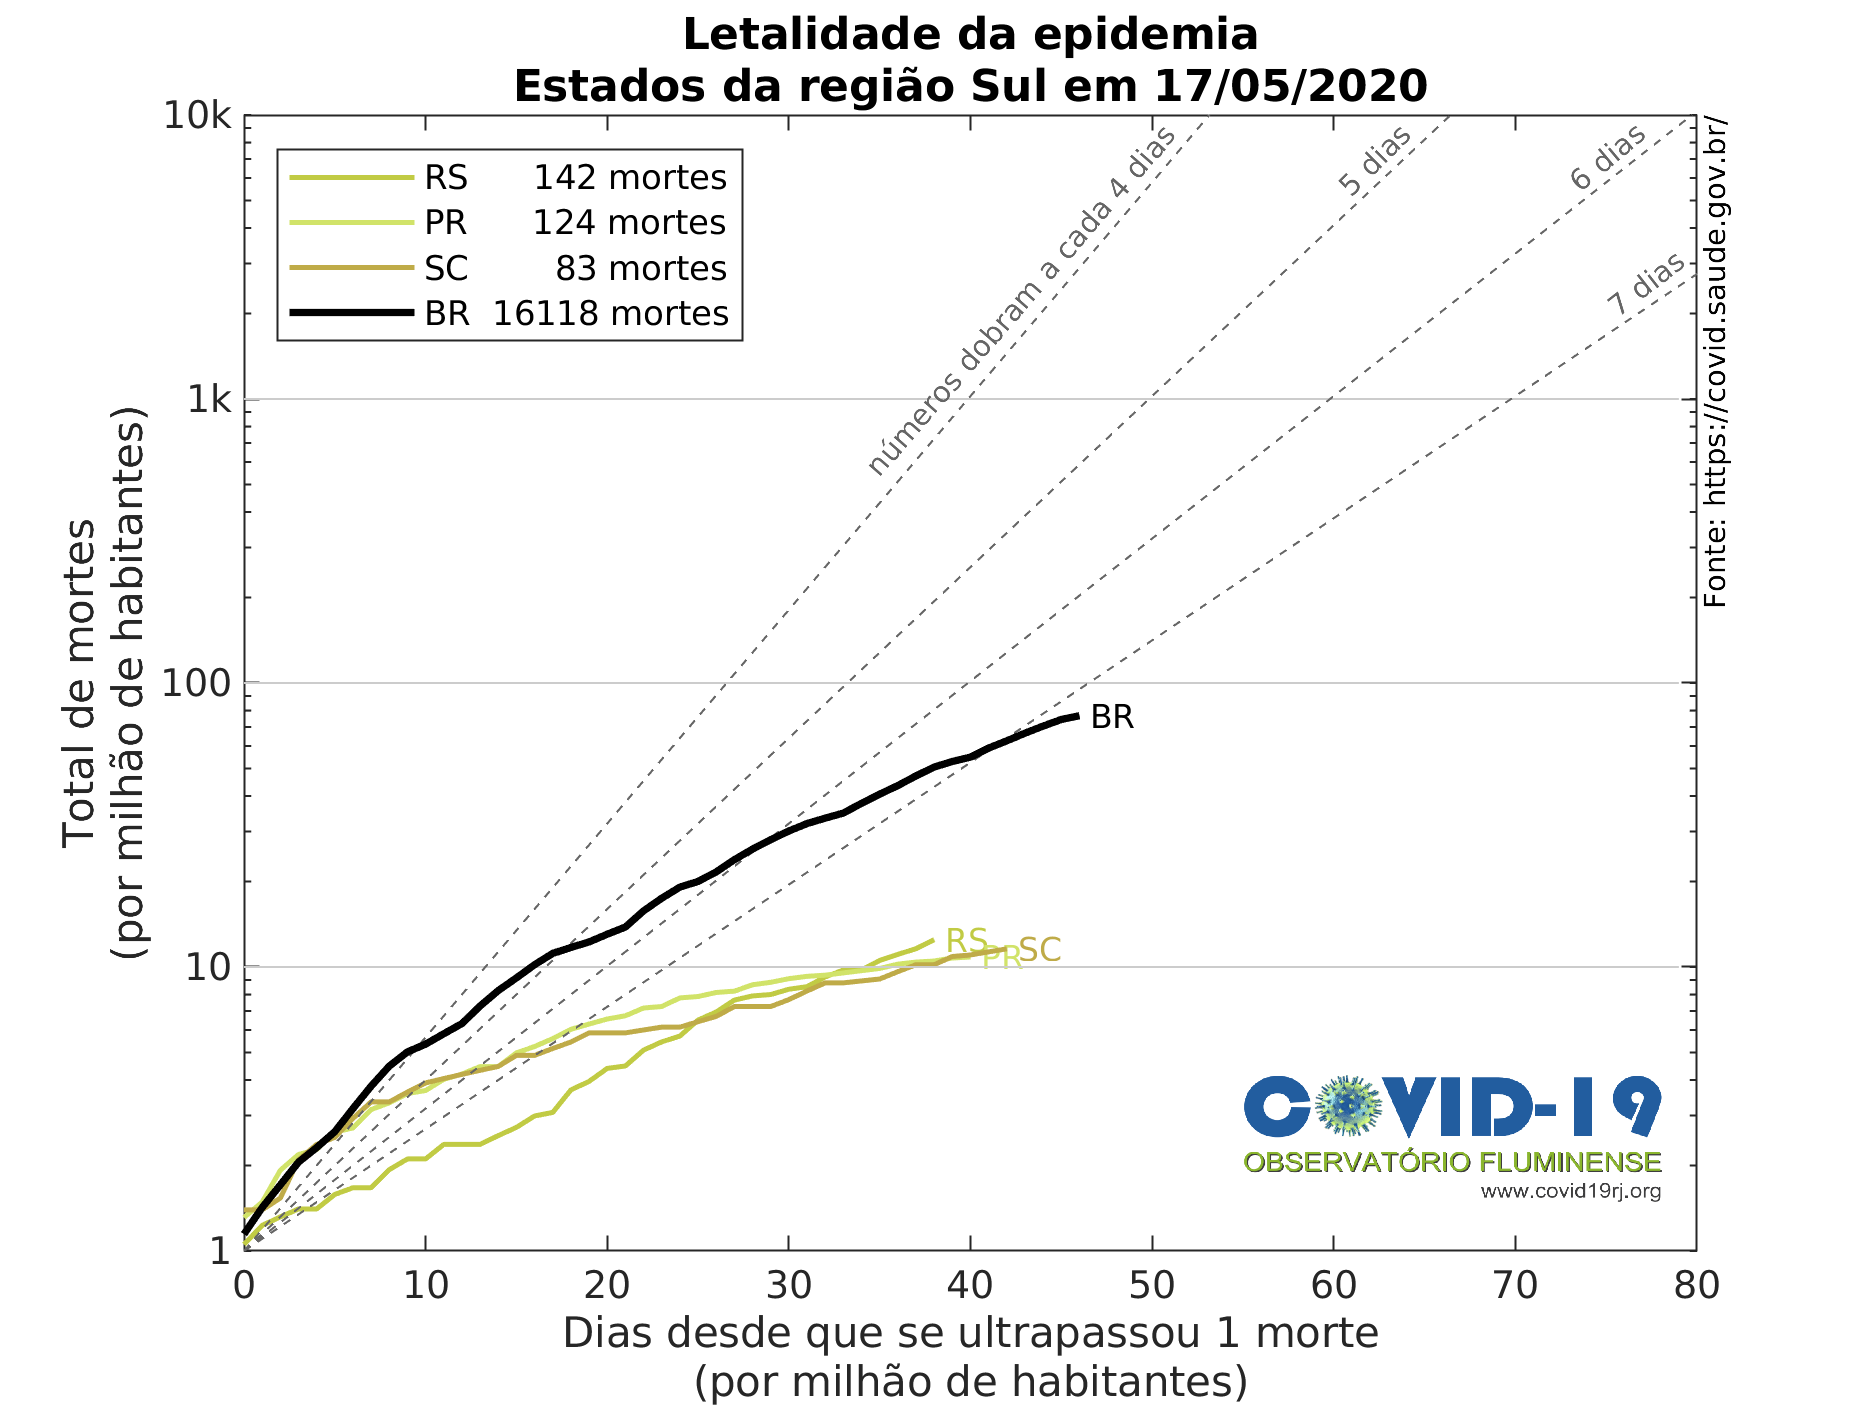 Letalidade da epidemia
Estados da região Sul em 17/05/2020
10k
1k
100
10
1
RS 142 mortes
PR 124 mortes
SC 83 mortes
BR 16118 mortes
números dobram a cada 4 dias
5 dias
6 dias
7 dias
BR
RS
PR
SC
Total de mortes
(por milhão de habitantes)
Fonte: https://covid.saude.gov.br/
COVID-19
OBSERVATÓRIO FLUMINENSE
www.covid19rj.org
0 10 20 30 40 50 60 70 80
Dias desde que se ultrapassou 1 morte
(por milhão de habitantes)